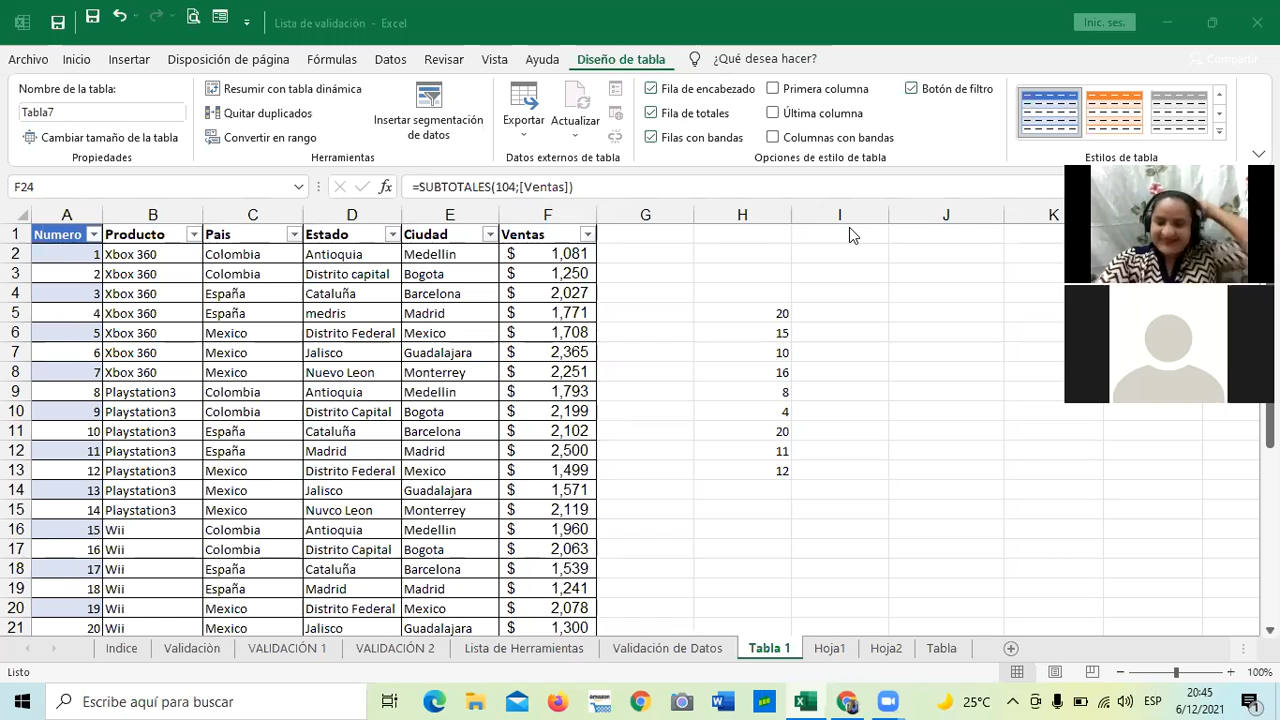 Lista de validación - Excel
Inic. ses.
Archivo Inicio Insertar Disposición de página Fórmulas Datos Revisar Vista Ayuda Diseño de tabla ¿Qué desea hacer? Compartir
Nombre de la tabla:
Tabla7
Cambiar tamaño de la tabla
Propiedades
Resumir con tabla dinámica
Quitar duplicados
Convertir en rango
Insertar segmentación
de datos
Herramientas
Exportar
Actualizar
Datos externos de tabla
Fila de encabezado
Fila de totales
Filas con bandas
Primera columna
Última columna
Columnas con bandas
Botón de filtro
Opciones de estilo de tabla
Estilos de tabla
F24 fx =SUBTOTALES(104;[Ventas])
A B C D E F G H I J K
1 Numero Producto Pais Estado Ciudad Ventas
2 1 Xbox 360 Colombia Antioquia Medellin $ 1,081
3 2 Xbox 360 Colombia Distrito capital Bogota $ 1,250
4 3 Xbox 360 España Cataluña Barcelona $ 2,027
5 4 Xbox 360 España medris Madrid $ 1,771 20
6 5 Xbox 360 Mexico Distrito Federal Mexico $ 1,708 15
7 6 Xbox 360 Mexico Jalisco Guadalajara $ 2,365 10
8 7 Xbox 360 Mexico Nuevo Leon Monterrey $ 2,251 16
9 8 Playstation3 Colombia Antioquia Medellin $ 1,793 8
10 9 Playstation3 Colombia Distrito Capital Bogota $ 2,199 4
11 10 Playstation3 España Cataluña Barcelona $ 2,102 20
12 11 Playstation3 España Madrid Madrid $ 2,500 11
13 12 Playstation3 Mexico Distrito Federal Mexico $ 1,499 12
14 13 Playstation3 Mexico Jalisco Guadalajara $ 1,571
15 14 Playstation3 Mexico Nuvco Leon Monterrey $ 2,119
16 15 Wii Colombia Antioquia Medellin $ 1,960
17 16 Wii Colombia Distrito Capital Bogota $ 2,063
18 17 Wii España Cataluña Barcelona $ 1,539
19 18 Wii España Madrid Madrid $ 1,241
20 19 Wii Mexico Distrito Federal Mexico $ 2,078
21 20 Wii Mexico Jalisco Guadalajara $ 1,300
Indice Validaciòn VALIDACIÓN 1 VALIDACIÓN 2 Lista de Herramientas Validación de Datos Tabla 1 Hoja1 Hoja2 Tabla
Listo 100%
Escribe aquí para buscar
amazon
25°C
ESP
20:45
6/12/2021
1